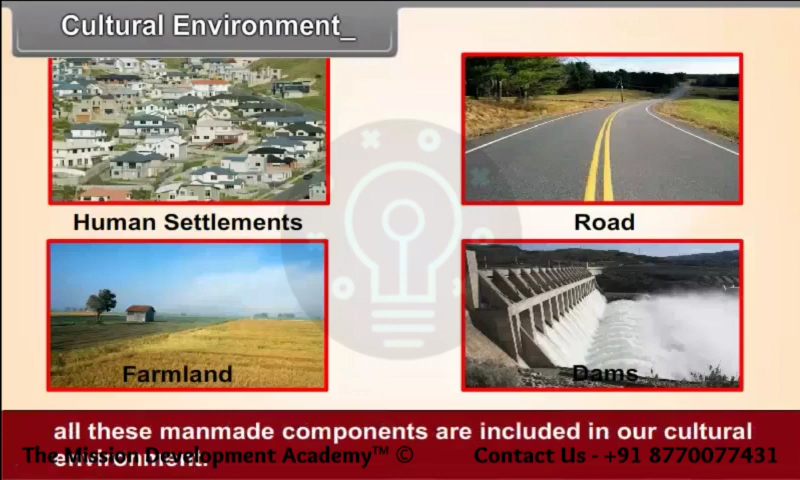 Cultural Environment_
Human Settlements
Road
Farmland
Dams
all these manmade components are included in our cultural
environment.
The Mission Development Academy™ © Contact Us - +91 8770077431